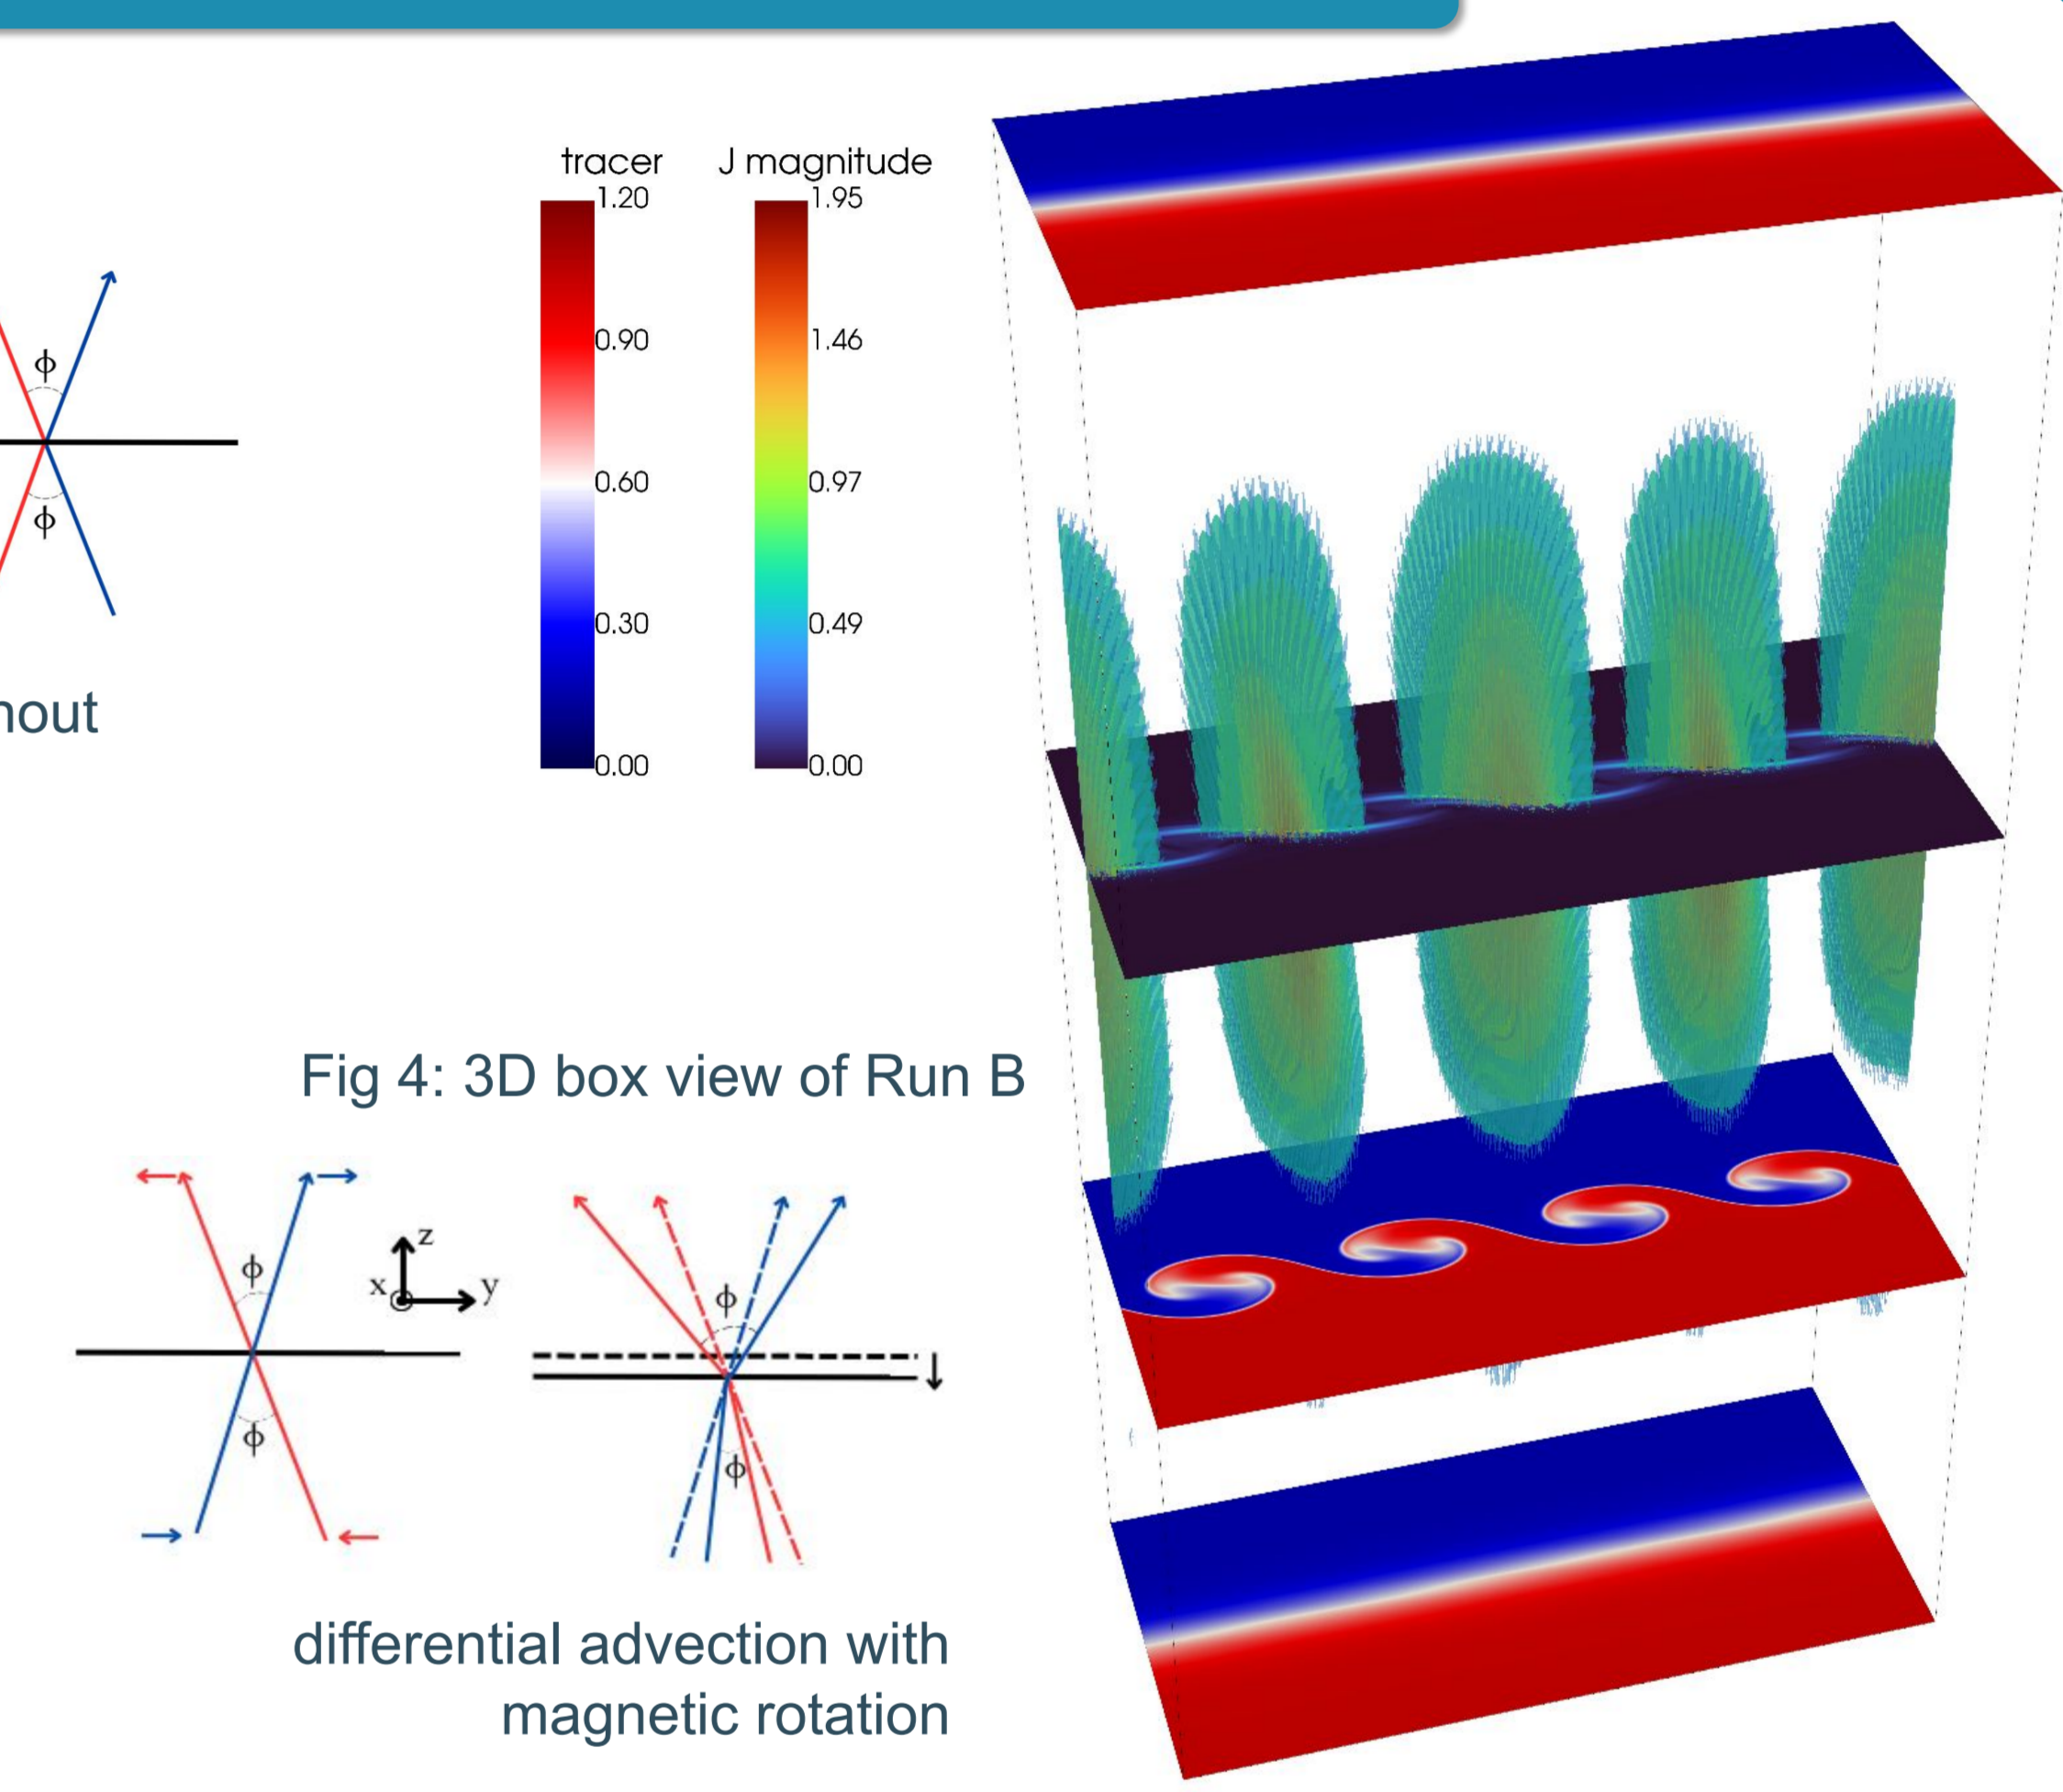 tracer
1.20
0.90
0.60
0.30
0.00
J magnitude
1.95
1.46
0.97
0.49
0.00
ϕ
ϕ
Fig 4: 3D box view of Run B
ϕ
ϕ
z
x
y
ϕ
ϕ
differential advection with
magnetic rotation